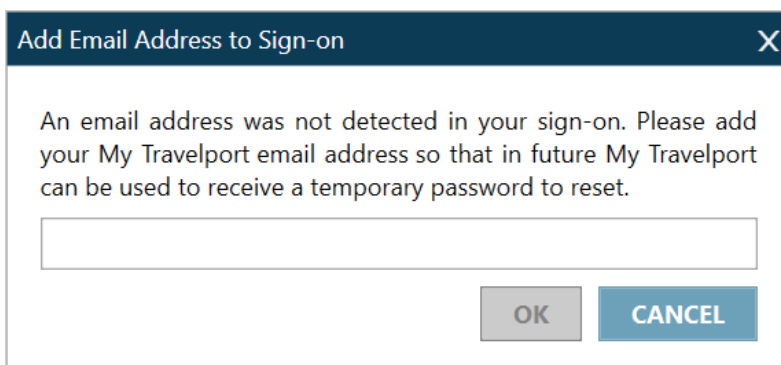 Add Email Address to Sign-on X
An email address was not detected in your sign-on. Please add
your My Travelport email address so that in future My Travelport
can be used to receive a temporary password to reset.
OK CANCEL